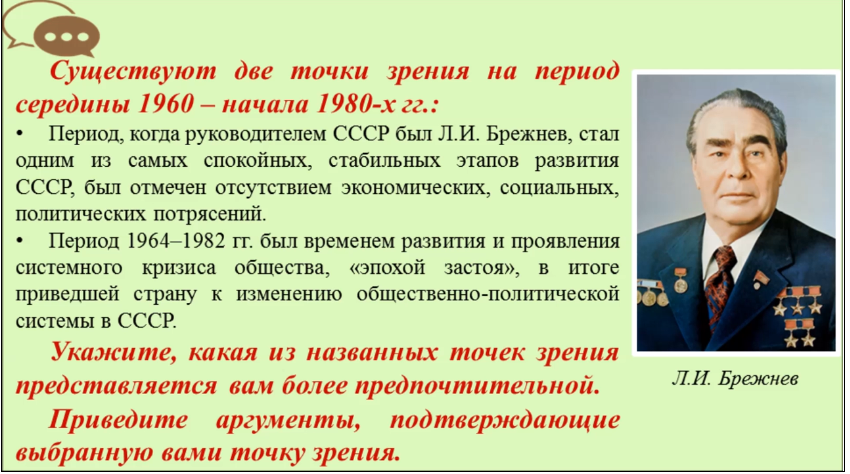 Существуют две точки зрения на период
середины 1960 – начала 1980-х гг.:
• Период, когда руководителем СССР был Л.И. Брежнев, стал
одним из самых спокойных, стабильных этапов развития
СССР, был отмечен отсутствием экономических, социальных,
политических потрясений.
• Период 1964–1982 гг. был временем развития и проявления
системного кризиса общества, «эпохой застоя», в итоге
приведшей страну к изменению общественно-политической
системы в СССР.
Укажите, какая из названных точек зрения
представляется вам более предпочтительной.
Приведите аргументы, подтверждающие
выбранную вами точку зрения.
Л.И. Брежнев